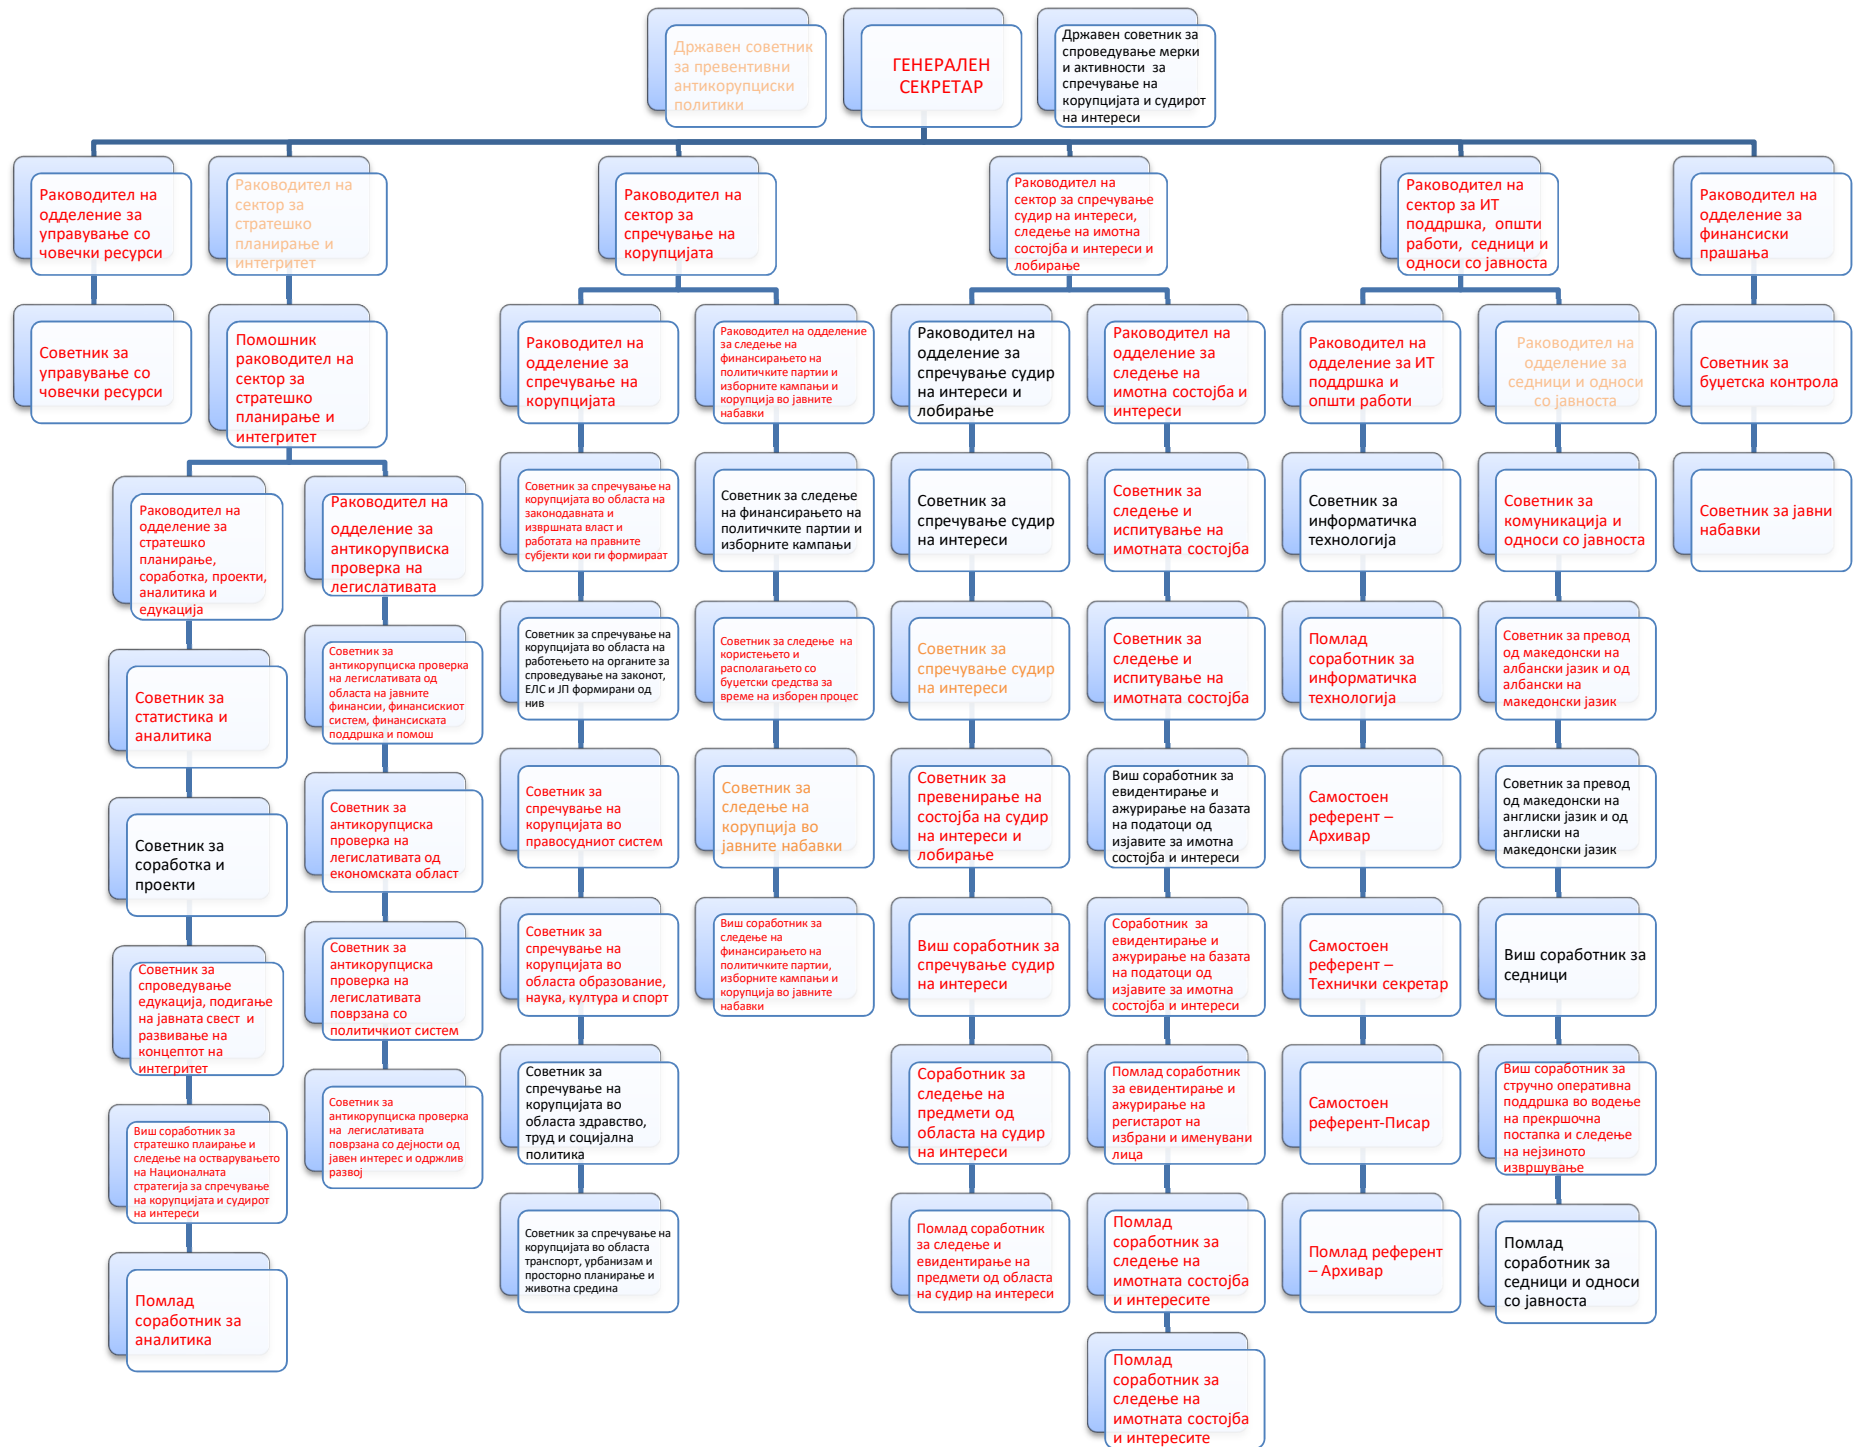 Државен советник
за превентивни
антикорупциски
политики
ГЕНЕРАЛЕН
СЕКРЕТАР
Државен советник за
спроведување мерки
и активности  за
спречување на
корупцијата и судирот
на интереси
Раководител на
одделение за
управување со
човечки ресурси
Раководител на
сектор за
стратешко
планирање и
интегритет
Раководител на
сектор за
спречување на
корупцијата
Раководител на
сектор за спречување
судир на интереси,
следење на имотна
состојба и интереси и
лобирање
Раководител на
сектор за ИТ
поддршка,  општи
работи,  седници и
односи со јавноста
Раководител на
одделение за
финансиски
прашања
Советник за
управување со
човечки ресурси
Помошник
раководител на
сектор за
стратешко
планирање и
интегритет
Раководител на
одделение за
спречување на
корупцијата
Раководител на одделение
за следење на
финансирањето на
политичките партии и
изборните кампањи и
корупција во јавните
набавки
Раководител на
одделение за
спречување судир
на интереси и
лобирање
Раководител на
одделение за
следење на
имотна состојба и
интереси
Раководител на
одделение за ИТ
поддршка и
општи работи
Раководител на
одделение за
седници и односи
со јавноста
Советник за
буџетска контрола
Раководител на
одделение за
стратешко
планирање,
соработка, проекти,
аналитика и
едукација
Раководител на
одделение за
антикорупвиска
проверка на
легислативата
Советник за спречување на
корупцијата во областа на
законодавната и
извршната власт и
работата на правните
субјекти кои ги формираат
Советник за следење
на финансирањето на
политичките партии и
изборните кампањи
Советник за
спречување судир
на интереси
Советник за
следење и
испитување на
имотната состојба
Советник за
информатичка
технологија
Советник за
комуникација и
односи со јавноста
Советник за јавни
набавки
Советник за
статистика и
аналитика
Советник за
антикорупциска проверка
на легислативата од
областа на јавните
финансии, финансискиот
систем, финансиската
поддршка и помош
Советник за спречување на
корупцијата во областа на
работењето на органите за
спроведување на законот,
ЕЛС и ЈП формирани од
нив
Советник за следење  на
користењето и
располагањето со
буџетски средства за
време на изборен процес
Советник за
спречување судир
на интереси
Советник за
следење и
испитување на
имотната состојба
Помлад
соработник за
информатичка
технологија
Советник за превод
од македонски на
албански јазик и од
албански на
македонски јазик
Советник за
соработка и
проекти
Советник за
антикорупциска
проверка на
легислативата од
економската област
Советник за
спречување на
корупцијата во
правосудниот систем
Советник за
следење на
корупција во
јавните набавки
Советник за
превенирање на
состојба на судир
на интереси и
лобирање
Виш соработник за
евидентирање и
ажурирање на базата
на податоци од
изјавите за имотна
состојба и интереси
Самостоен
референт –
Архивар
Советник за превод
од македонски на
англиски јазик и од
англиски на
македонски јазик
Советник за
спроведување
едукација, подигање
на јавната свест  и
развивање на
концептот на
интегритет
Советник за
антикорупциска
проверка на
легислативата
поврзана со
политичкиот систем
Советник за
спречување на
корупцијата во
областа образование,
наука, култура и спорт
Виш соработник за
следење на
финансирањето на
политичките партии,
изборните кампањи и
корупција во јавните
набавки
Виш соработник за
спречување судир
на интереси
Соработник  за
евидентирање и
ажурирање на базата
на податоци од
изјавите за имотна
состојба и интереси
Самостоен
референт –
Технички секретар
Виш соработник за
седници
Виш соработник за
стратешко плаирање и
следење на остварувањето
на Националната
стратегија за спречување
на корупцијата и судирот
на интереси
Советник за
антикорупциска проверка
на  легислативата
поврзана со дејности од
јавен интерес и одржлив
развој
Советник за
спречување на
корупцијата во
областа здравство,
труд и социјална
политика
Соработник за
следење на
предмети од
областа на судир
на интереси
Помлад соработник
за евидентирање и
ажурирање на
регистарот на
избрани и именувани
лица
Самостоен
референт-Писар
Виш соработник за
стручно оперативна
поддршка во водење
на прекршочна
постапка и следење
на нејзиното
извршување
Помлад
соработник за
аналитика
Советник за спречување на
корупцијата во областа
транспорт, урбанизам и
просторно планирање и
животна средина
Помлад соработник
за следење и
евидентирање на
предмети од областа
на судир на интереси
Помлад
соработник за
следење на
имотната состојба
и интересите
Помлад референт
– Архивар
Помлад
соработник за
седници и односи
со јавноста
Помлад
соработник за
следење на
имотната состојба
и интересите